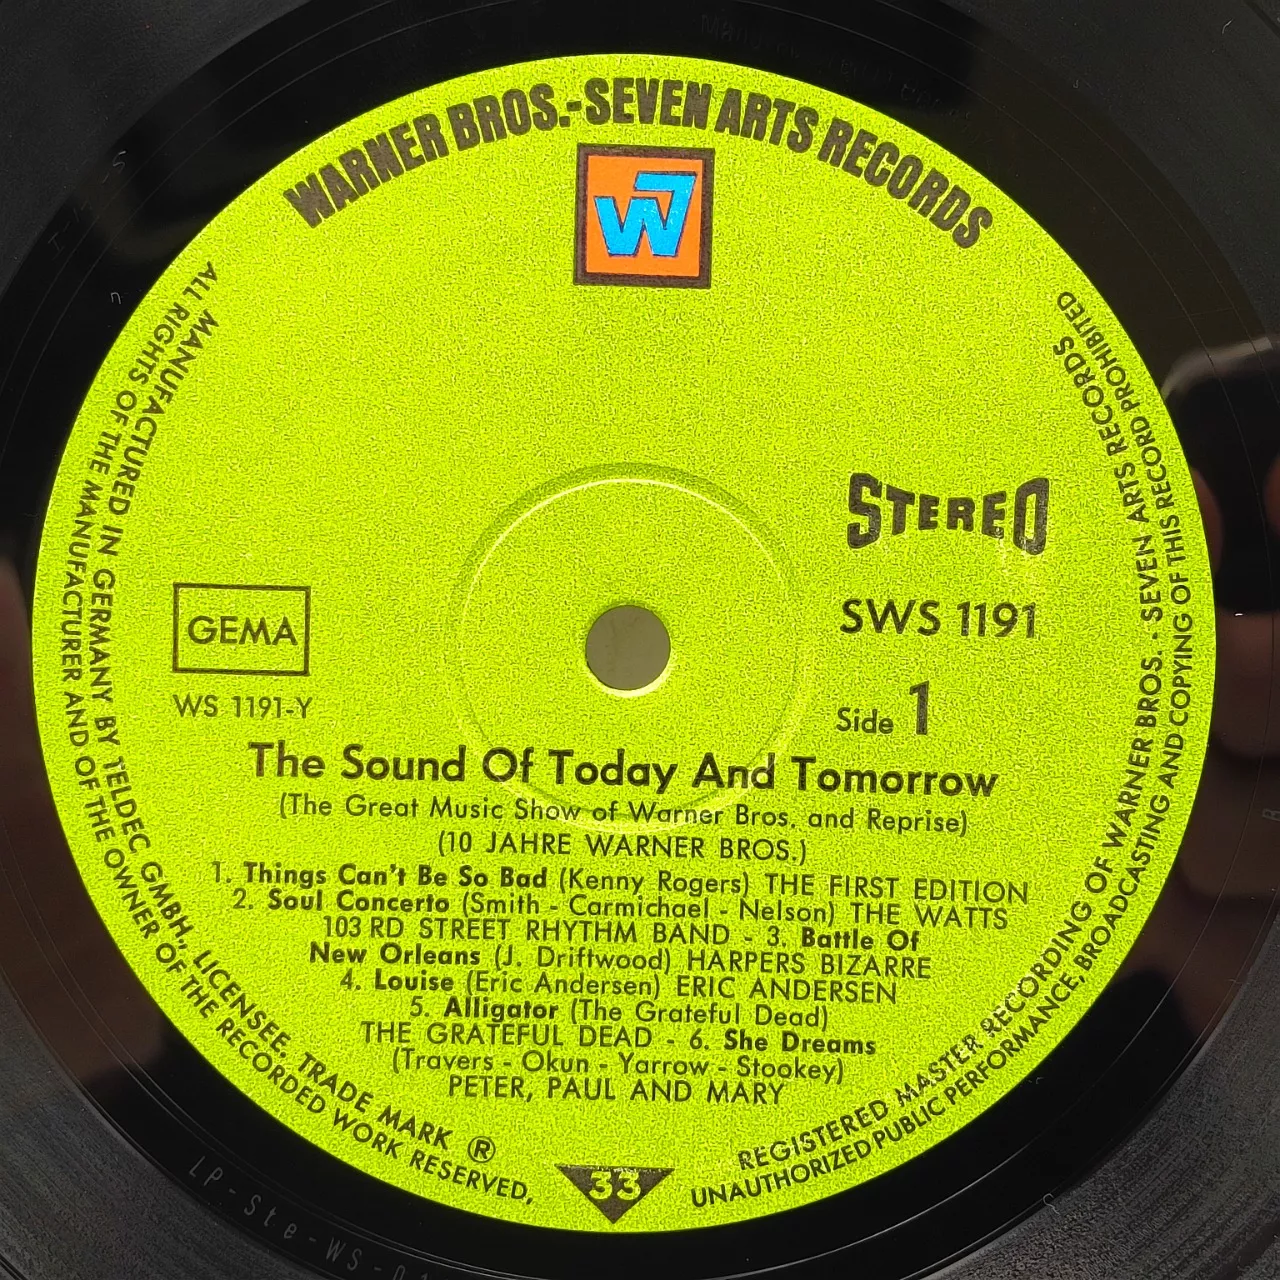 WARNER BROS.-SEVEN ARTS RECORDS
W7
STEREO
SWS 1191
GEMA
WS 1191-Y
Side 1
The Sound Of Today And Tomorrow
(The Great Music Show of Warner Bros. and Reprise)
(10 JAHRE WARNER BROS.)
1. Things Can't Be So Bad (Kenny Rogers) THE FIRST EDITION
2. Soul Concerto (Smith - Carmichael - Nelson) THE WATTS
103 RD STREET RHYTHM BAND - 3. Battle Of
New Orleans (J. Driftwood) HARPERS BIZARRE
4. Louise (Eric Andersen) ERIC ANDERSEN
5. Alligator (The Grateful Dead)
THE GRATEFUL DEAD - 6. She Dreams
(Travers - Okun - Yarrow - Stookey)
PETER, PAUL AND MARY
33
MANUFACTURED IN GERMANY BY TELDEC GMBH., LICENSEE. TRADE MARK ®
ALL RIGHTS OF THE MANUFACTURER AND OF THE OWNER OF THE RECORDED WORK RESERVED,
REGISTERED MASTER RECORDING OF WARNER BROS. - SEVEN ARTS RECORDS
UNAUTHORIZED PUBLIC PERFORMANCE, BROADCASTING AND COPYING OF THIS RECORD PROHIBITED
LP-Ste-WS-